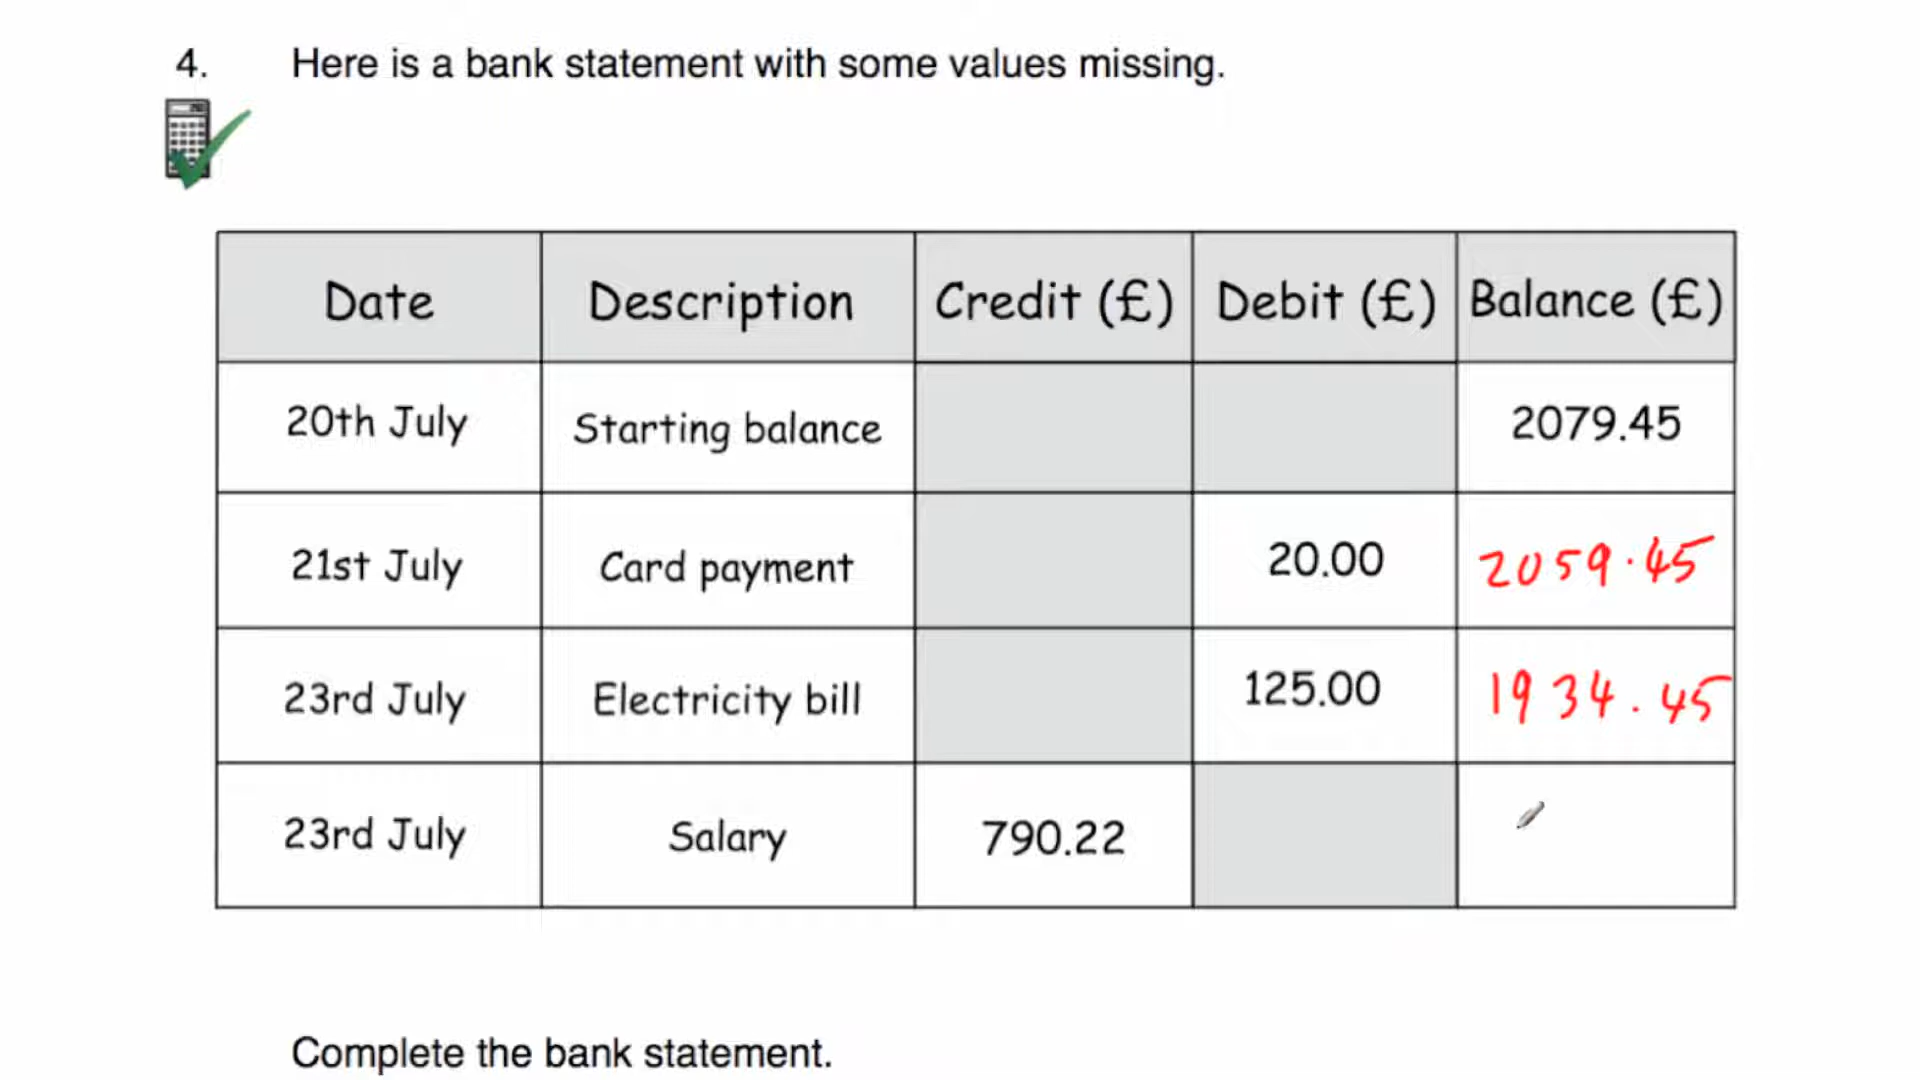 4. Here is a bank statement with some values missing.
Date Description Credit (£) Debit (£) Balance (£)
20th July Starting balance 2079.45
21st July Card payment 20.00 2059.45
23rd July Electricity bill 125.00 1934.45
23rd July Salary 790.22
Complete the bank statement.